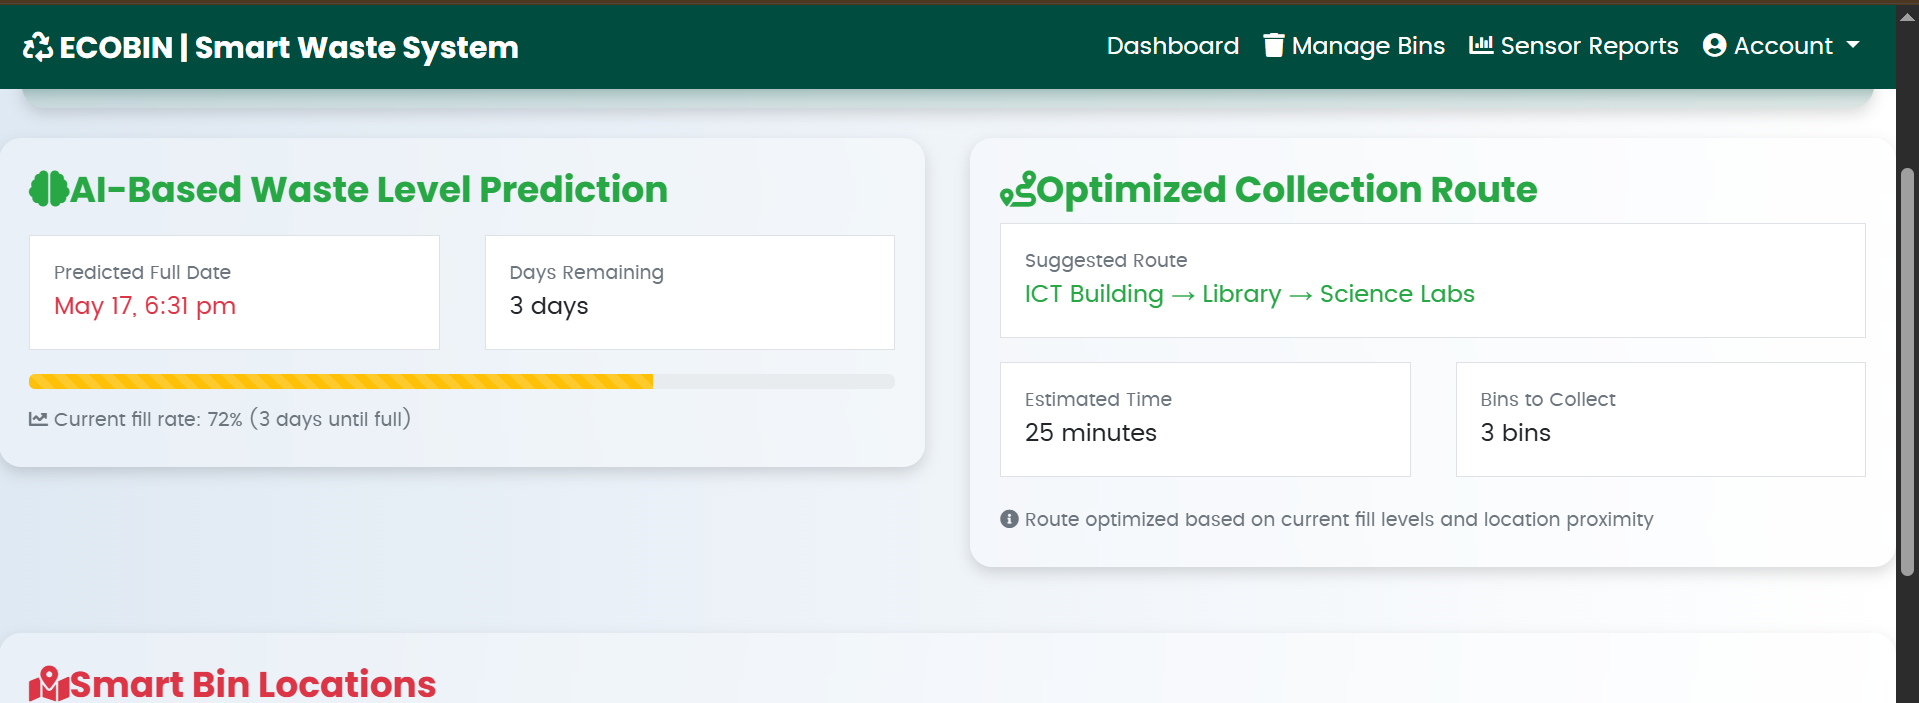 ECOBIN | Smart Waste System
Dashboard
Manage Bins
Sensor Reports
Account
AI-Based Waste Level Prediction
Predicted Full Date
May 17, 6:31 pm
Days Remaining
3 days
Current fill rate: 72% (3 days until full)
Optimized Collection Route
Suggested Route
ICT Building → Library → Science Labs
Estimated Time
25 minutes
Bins to Collect
3 bins
Route optimized based on current fill levels and location proximity
Smart Bin Locations